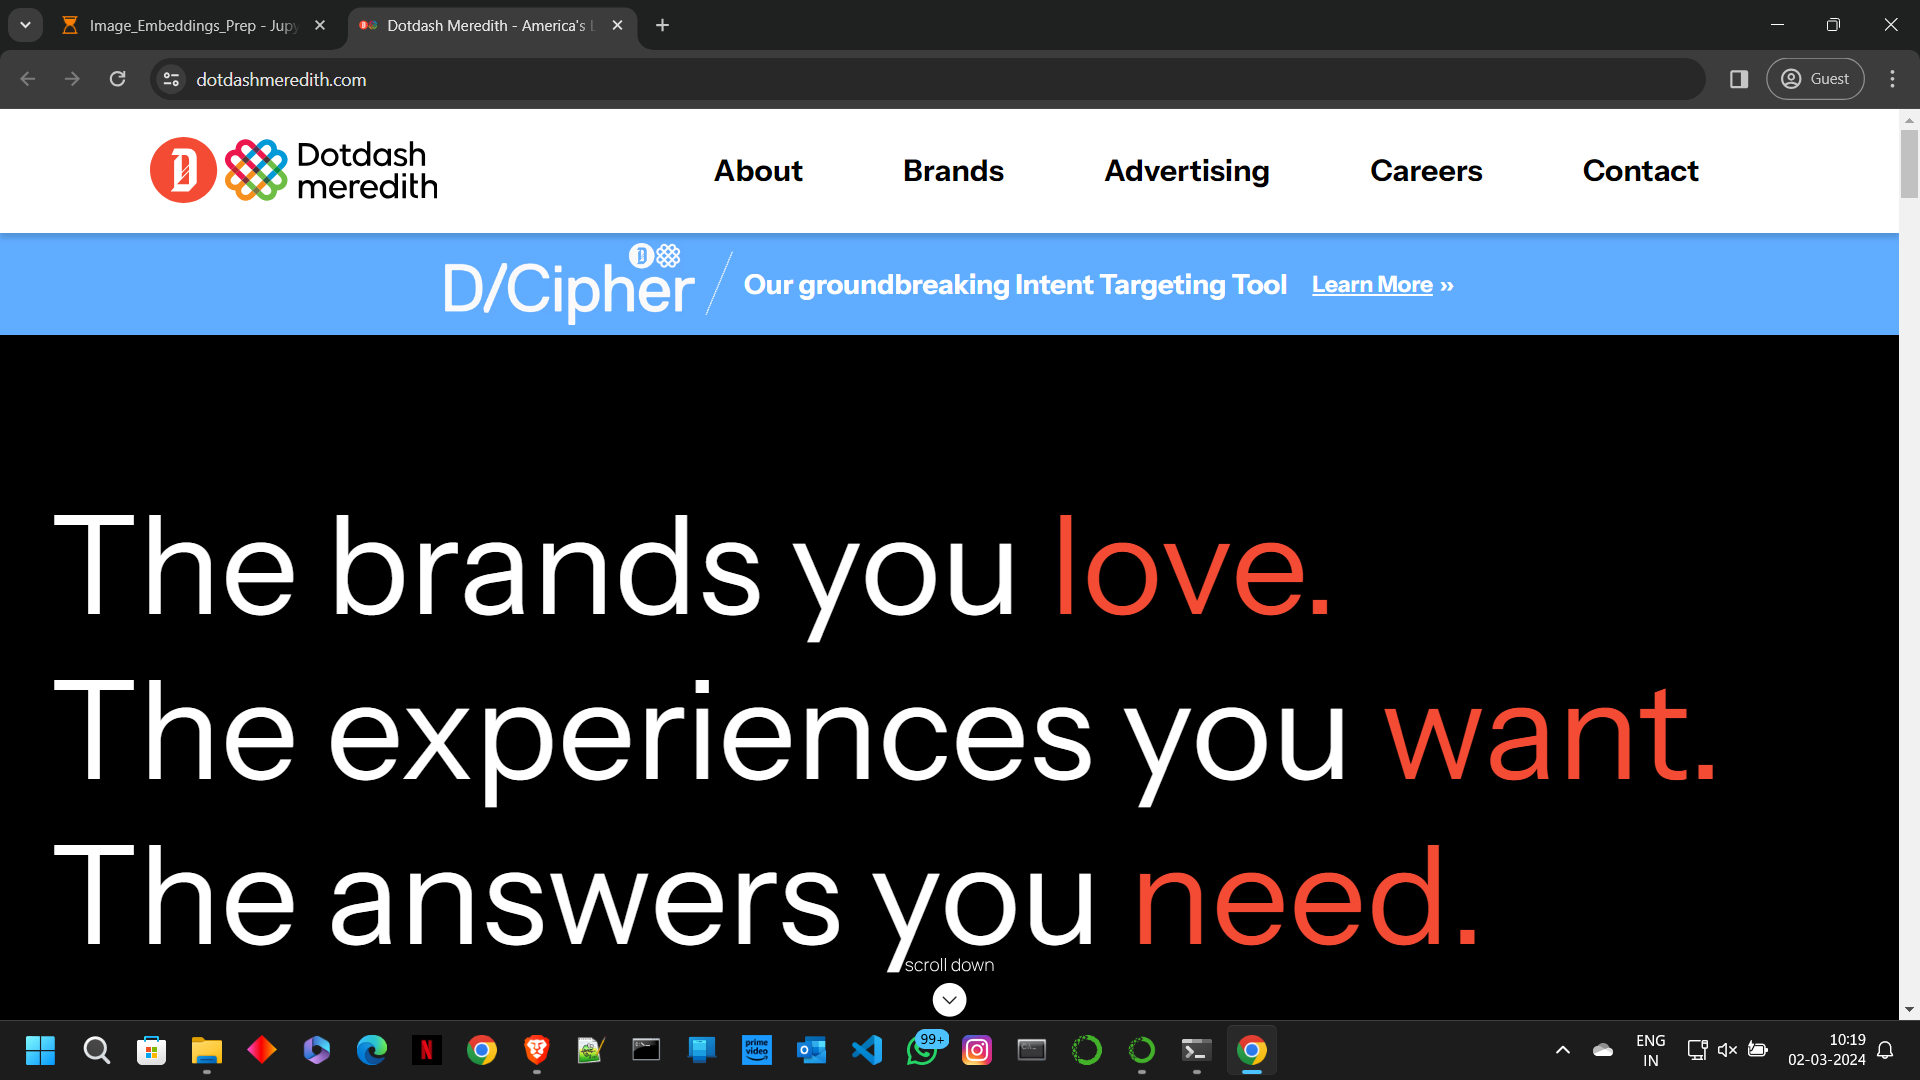 Image_Embeddings_Prep - Jupy
Dotdash Meredith - America's L
dotdashmeredith.com
Guest
Dotdash
meredith
About
Brands
Advertising
Careers
Contact
D/Cipher
Our groundbreaking Intent Targeting Tool
Learn More »
The brands you love.
The experiences you want.
The answers you need.
scroll down
prime
video
99+
ENG
IN
10:19
02-03-2024